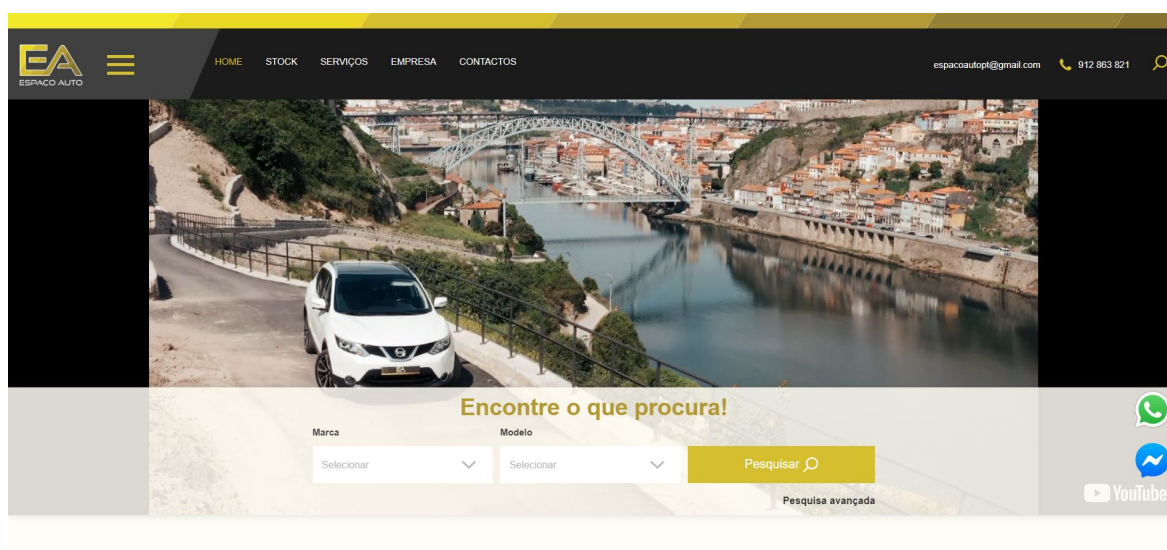 EA
ESPAÇO AUTO
HOME STOCK SERVIÇOS EMPRESA CONTACTOS
espacoautopt@gmail.com 912 863 821
Encontre o que procura!
Marca Modelo
Selecionar Selecionar Pesquisar
Pesquisa avançada
YouTube